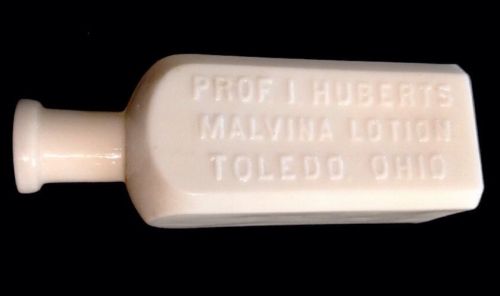 PROF I. HUBERTS
MALVINA LOTION
TOLEDO, OHIO